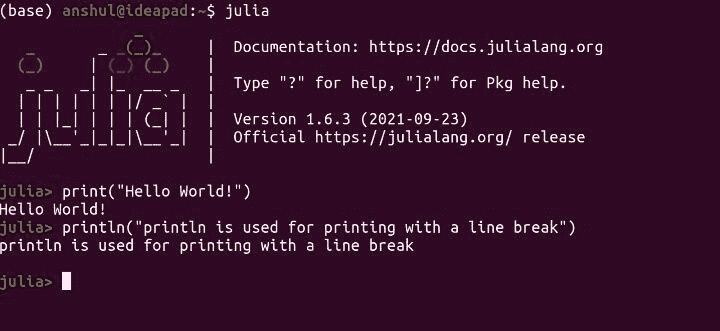 (base) anshul@ideapad:~$ julia
Documentation: https://docs.julialang.org
Type "?" for help, "]?" for Pkg help.
Version 1.6.3 (2021-09-23)
Official https://julialang.org/ release
julia> print("Hello World!")
Hello World!
julia> println("println is used for printing with a line break")
println is used for printing with a line break
julia>